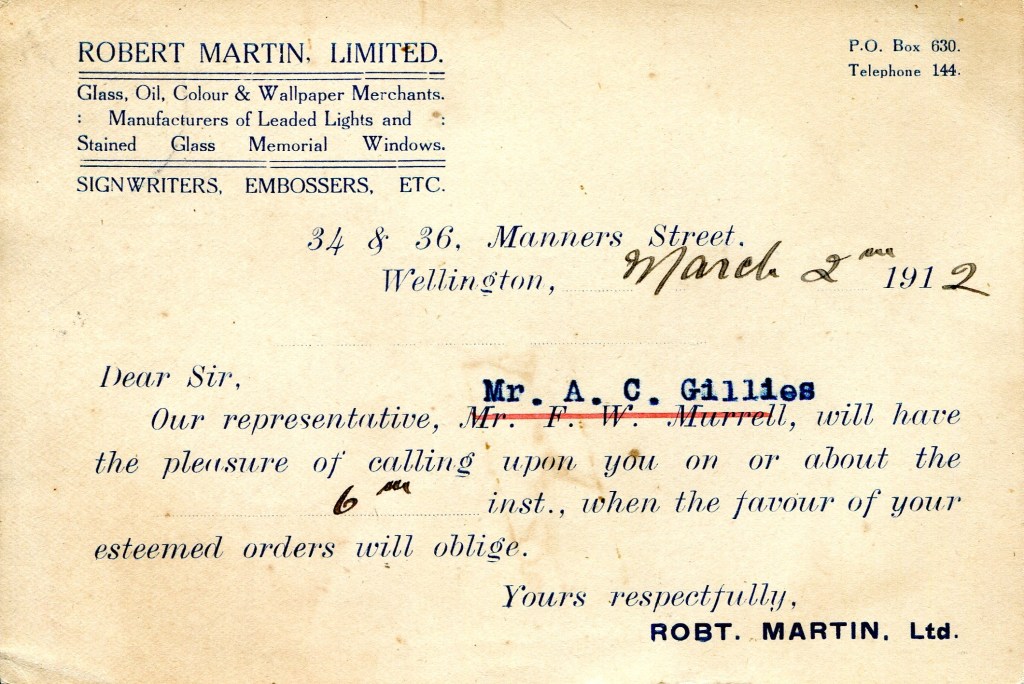 ROBERT MARTIN, LIMITED.
P.O. Box 630.
Telephone 144.
Glass, Oil, Colour & Wallpaper Merchants.
: Manufacturers of Leaded Lights and :
Stained Glass Memorial Windows.
SIGNWRITERS, EMBOSSERS, ETC.
34 & 36, Manners Street.
Wellington, March 2 1912
Dear Sir,
Mr. A. C. Gillies
Our representative, Mr. F. W. Murrell, will have
the pleasure of calling upon you on or about the
6 inst., when the favour of your
esteemed orders will oblige.
Yours respectfully,
ROBT. MARTIN, Ltd.